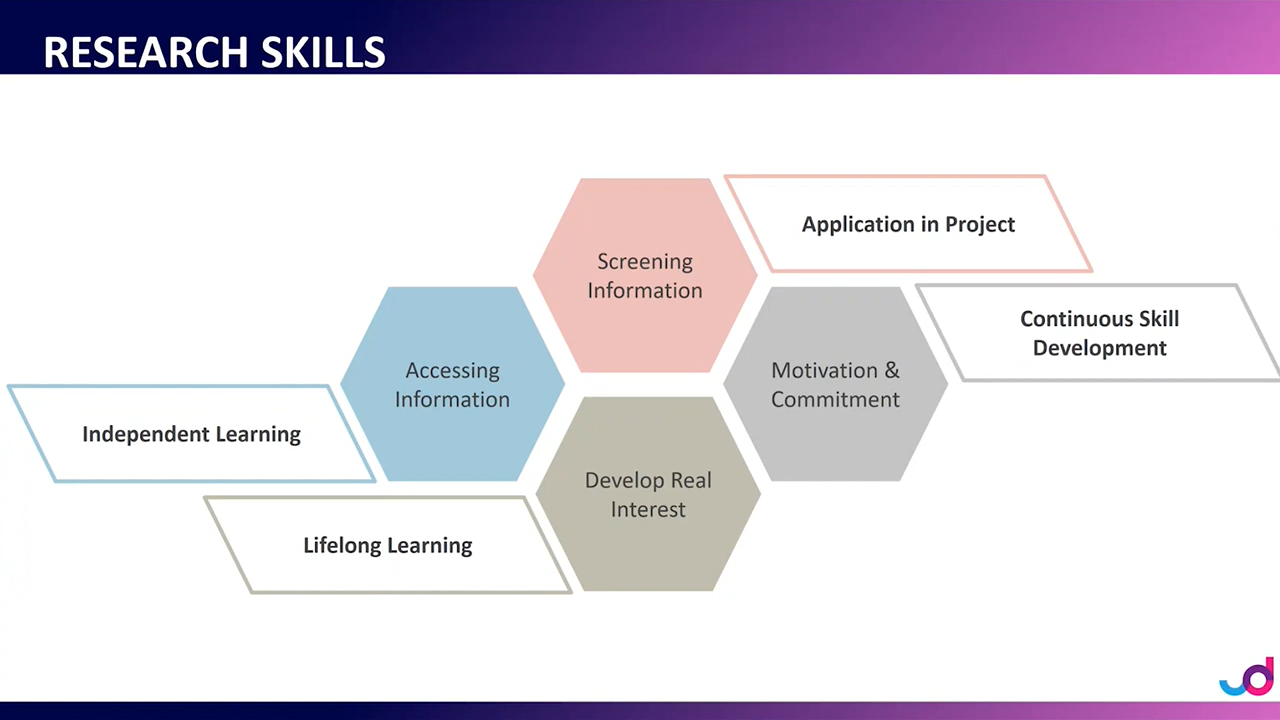 RESEARCH SKILLS
Screening
Information
Application in Project
Accessing
Information
Motivation &
Commitment
Continuous Skill
Development
Independent Learning
Develop Real
Interest
Lifelong Learning